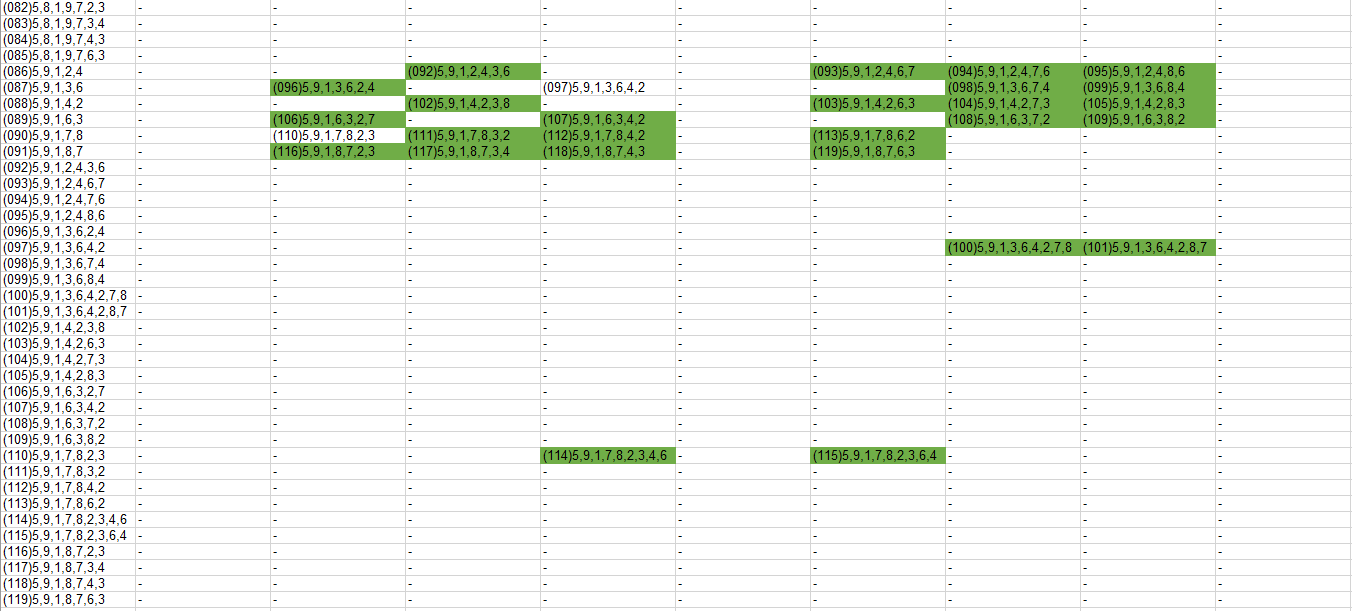 (082)5,8,1,9,7,2,3 - - - - - - - - -
(083)5,8,1,9,7,3,4 - - - - - - - - -
(084)5,8,1,9,7,4,3 - - - - - - - - -
(085)5,8,1,9,7,6,3 - - - - - - - - -
(086)5,9,1,2,4 - - (092)5,9,1,2,4,3,6 - - (093)5,9,1,2,4,6,7 (094)5,9,1,2,4,7,6 (095)5,9,1,2,4,8,6 -
(087)5,9,1,3,6 - (096)5,9,1,3,6,2,4 - (097)5,9,1,3,6,4,2 - - (098)5,9,1,3,6,7,4 (099)5,9,1,3,6,8,4 -
(088)5,9,1,4,2 - - (102)5,9,1,4,2,3,8 - - (103)5,9,1,4,2,6,3 (104)5,9,1,4,2,7,3 (105)5,9,1,4,2,8,3 -
(089)5,9,1,6,3 - (106)5,9,1,6,3,2,7 - (107)5,9,1,6,3,4,2 - - (108)5,9,1,6,3,7,2 (109)5,9,1,6,3,8,2 -
(090)5,9,1,7,8 - (110)5,9,1,7,8,2,3 (111)5,9,1,7,8,3,2 (112)5,9,1,7,8,4,2 - (113)5,9,1,7,8,6,2 - - -
(091)5,9,1,8,7 - (116)5,9,1,8,7,2,3 (117)5,9,1,8,7,3,4 (118)5,9,1,8,7,4,3 - (119)5,9,1,8,7,6,3 - - -
(092)5,9,1,2,4,3,6 - - - - - - - - -
(093)5,9,1,2,4,6,7 - - - - - - - - -
(094)5,9,1,2,4,7,6 - - - - - - - - -
(095)5,9,1,2,4,8,6 - - - - - - - - -
(096)5,9,1,3,6,2,4 - - - - - - - - -
(097)5,9,1,3,6,4,2 - - - - - - (100)5,9,1,3,6,4,2,7,8 (101)5,9,1,3,6,4,2,8,7 -
(098)5,9,1,3,6,7,4 - - - - - - - - -
(099)5,9,1,3,6,8,4 - - - - - - - - -
(100)5,9,1,3,6,4,2,7,8 - - - - - - - - -
(101)5,9,1,3,6,4,2,8,7 - - - - - - - - -
(102)5,9,1,4,2,3,8 - - - - - - - - -
(103)5,9,1,4,2,6,3 - - - - - - - - -
(104)5,9,1,4,2,7,3 - - - - - - - - -
(105)5,9,1,4,2,8,3 - - - - - - - - -
(106)5,9,1,6,3,2,7 - - - - - - - - -
(107)5,9,1,6,3,4,2 - - - - - - - - -
(108)5,9,1,6,3,7,2 - - - - - - - - -
(109)5,9,1,6,3,8,2 - - - - - - - - -
(110)5,9,1,7,8,2,3 - - - (114)5,9,1,7,8,2,3,4,6 - (115)5,9,1,7,8,2,3,6,4 - - -
(111)5,9,1,7,8,3,2 - - - - - - - - -
(112)5,9,1,7,8,4,2 - - - - - - - - -
(113)5,9,1,7,8,6,2 - - - - - - - - -
(114)5,9,1,7,8,2,3,4,6 - - - - - - - - -
(115)5,9,1,7,8,2,3,6,4 - - - - - - - - -
(116)5,9,1,8,7,2,3 - - - - - - - - -
(117)5,9,1,8,7,3,4 - - - - - - - - -
(118)5,9,1,8,7,4,3 - - - - - - - - -
(119)5,9,1,8,7,6,3 - - - - - - - - -